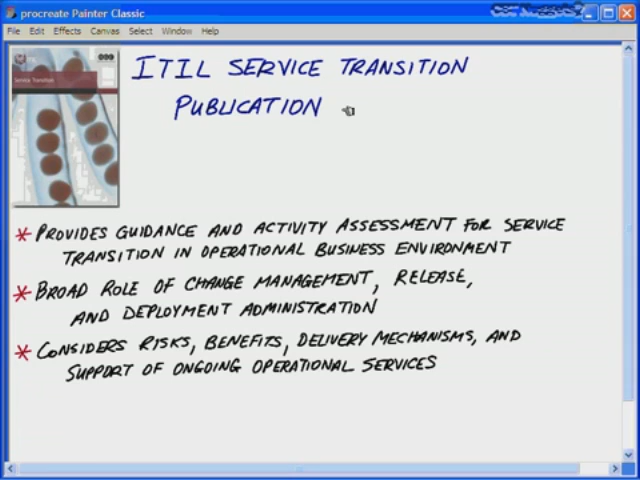 procreate Painter Classic
File Edit Effects Canvas Select Window Help
Service Transition
ITIL SERVICE TRANSITION
PUBLICATION
* PROVIDES GUIDANCE AND ACTIVITY ASSESSMENT FOR SERVICE
TRANSITION IN OPERATIONAL BUSINESS ENVIRONMENT
* BROAD ROLE OF CHANGE MANAGEMENT, RELEASE,
AND DEPLOYMENT ADMINISTRATION
* CONSIDERS RISKS, BENEFITS, DELIVERY MECHANISMS, AND
SUPPORT OF ONGOING OPERATIONAL SERVICES